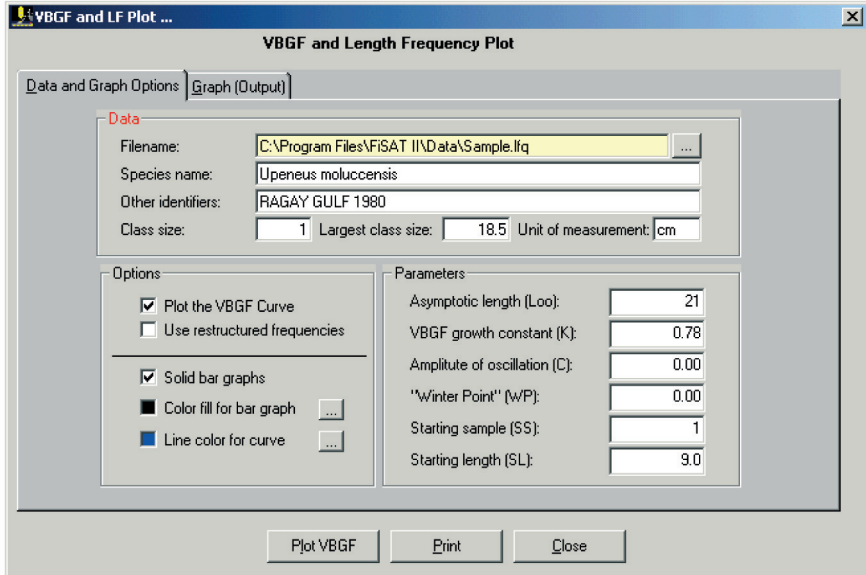 VBGF and LF Plot ...
VBGF and Length Frequency Plot
Data and Graph Options Graph (Output)
Data
Filename: C:\Program Files\FiSAT II\Data\Sample.lfq ...
Species name: Upeneus moluccensis
Other identifiers: RAGAY GULF 1980
Class size: 1 Largest class size: 18.5 Unit of measurement: cm
Options
Plot the VBGF Curve
Use restructured frequencies
Solid bar graphs
Color fill for bar graph ...
Line color for curve ...
Parameters
Asymptotic length (Loo): 21
VBGF growth constant (K): 0.78
Amplitute of oscillation (C): 0.00
"Winter Point" (WP): 0.00
Starting sample (SS): 1
Starting length (SL): 9.0
Plot VBGF Print Close